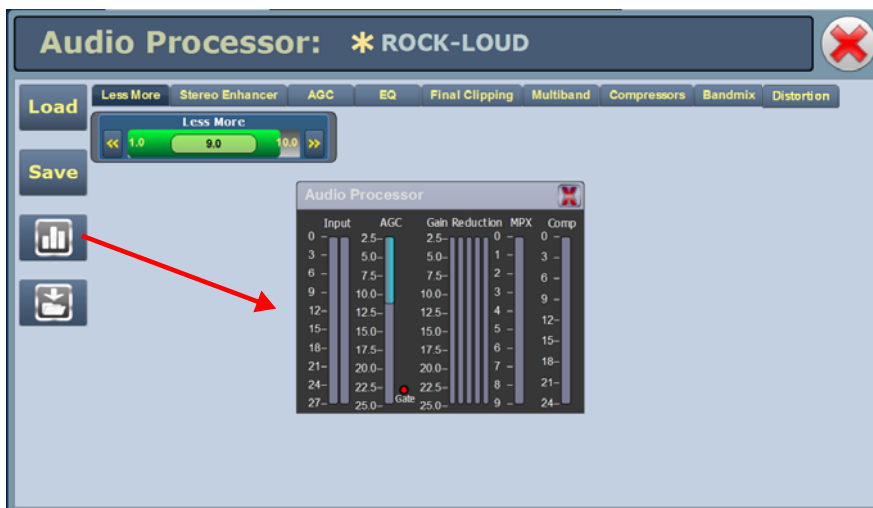 Audio Processor: * ROCK-LOUD
Load
Save
Less More Stereo Enhancer AGC EQ Final Clipping Multiband Compressors Bandmix Distortion
Less More
« 1.0 9.0 10.0 »
Audio Processor
Input AGC Gain Reduction MPX Comp
0 2.5 2.5 0 0
3 5.0 5.0 1 3
6 7.5 7.5 2 6
9 10.0 10.0 3 9
12 12.5 12.5 4 12
15 15.0 15.0 5 15
18 17.5 17.5 6 18
21 20.0 20.0 7 21
24 22.5 22.5 8 24
27 25.0 Gate 25.0 9